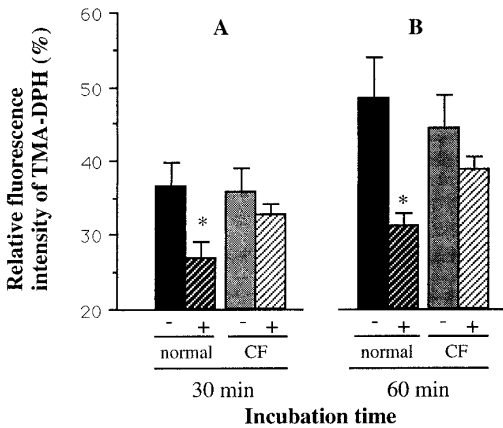 A
B
Relative fluorescence
intensity of TMA-DPH (%)
60
50
40
30
20
*
*
- + - +
- + - +
normal CF
normal CF
30 min
60 min
Incubation time